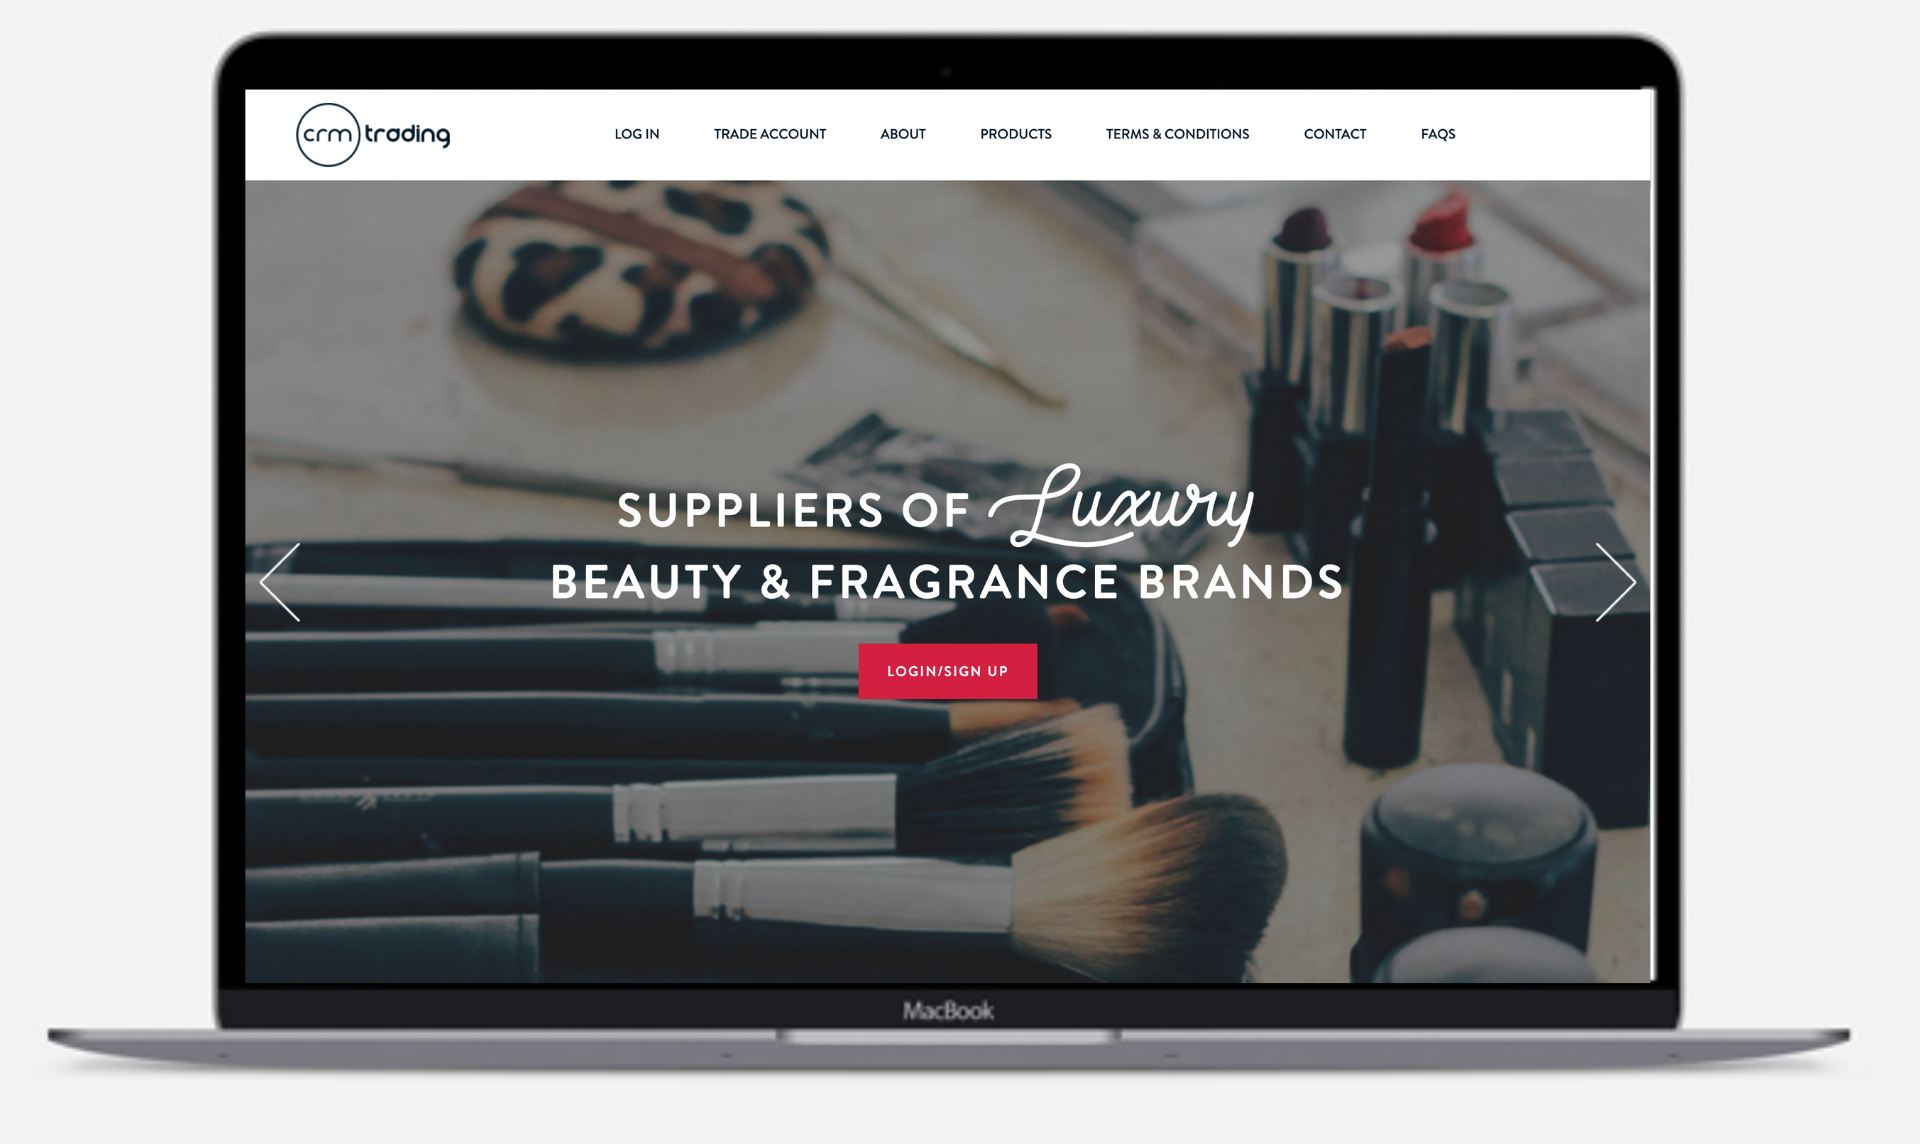 crm trading
LOG IN TRADE ACCOUNT ABOUT PRODUCTS TERMS & CONDITIONS CONTACT FAQS
SUPPLIERS OF Luxury
BEAUTY & FRAGRANCE BRANDS
LOGIN/SIGN UP
MacBook